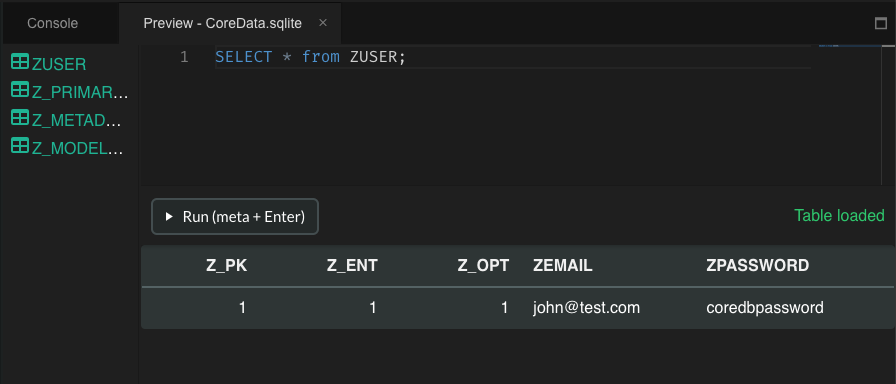 Console
Preview - CoreData.sqlite ×
ZUSER
Z_PRIMAR...
Z_METAD...
Z_MODEL...
1 SELECT * from ZUSER;
Run (meta + Enter)
Table loaded
Z_PK Z_ENT Z_OPT ZEMAIL ZPASSWORD
1 1 1 john@test.com coredbpassword